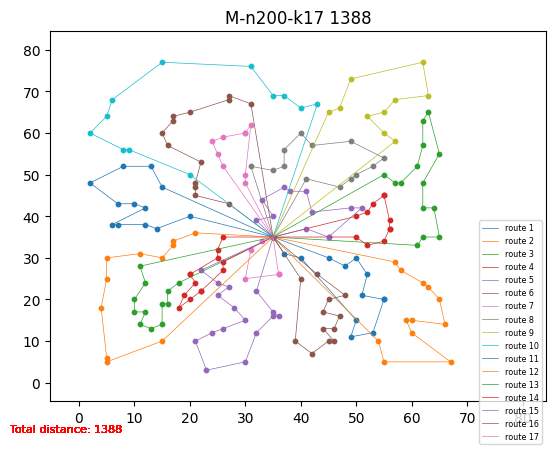 M-n200-k17 1388
80
70
60
50
40
30
20
10
0
route 1
route 2
route 3
route 4
route 5
route 6
route 7
route 8
route 9
route 10
route 11
route 12
route 13
route 14
route 15
route 16
route 17
0 10 20 30 40 50 60 70 80
Total distance: 1388